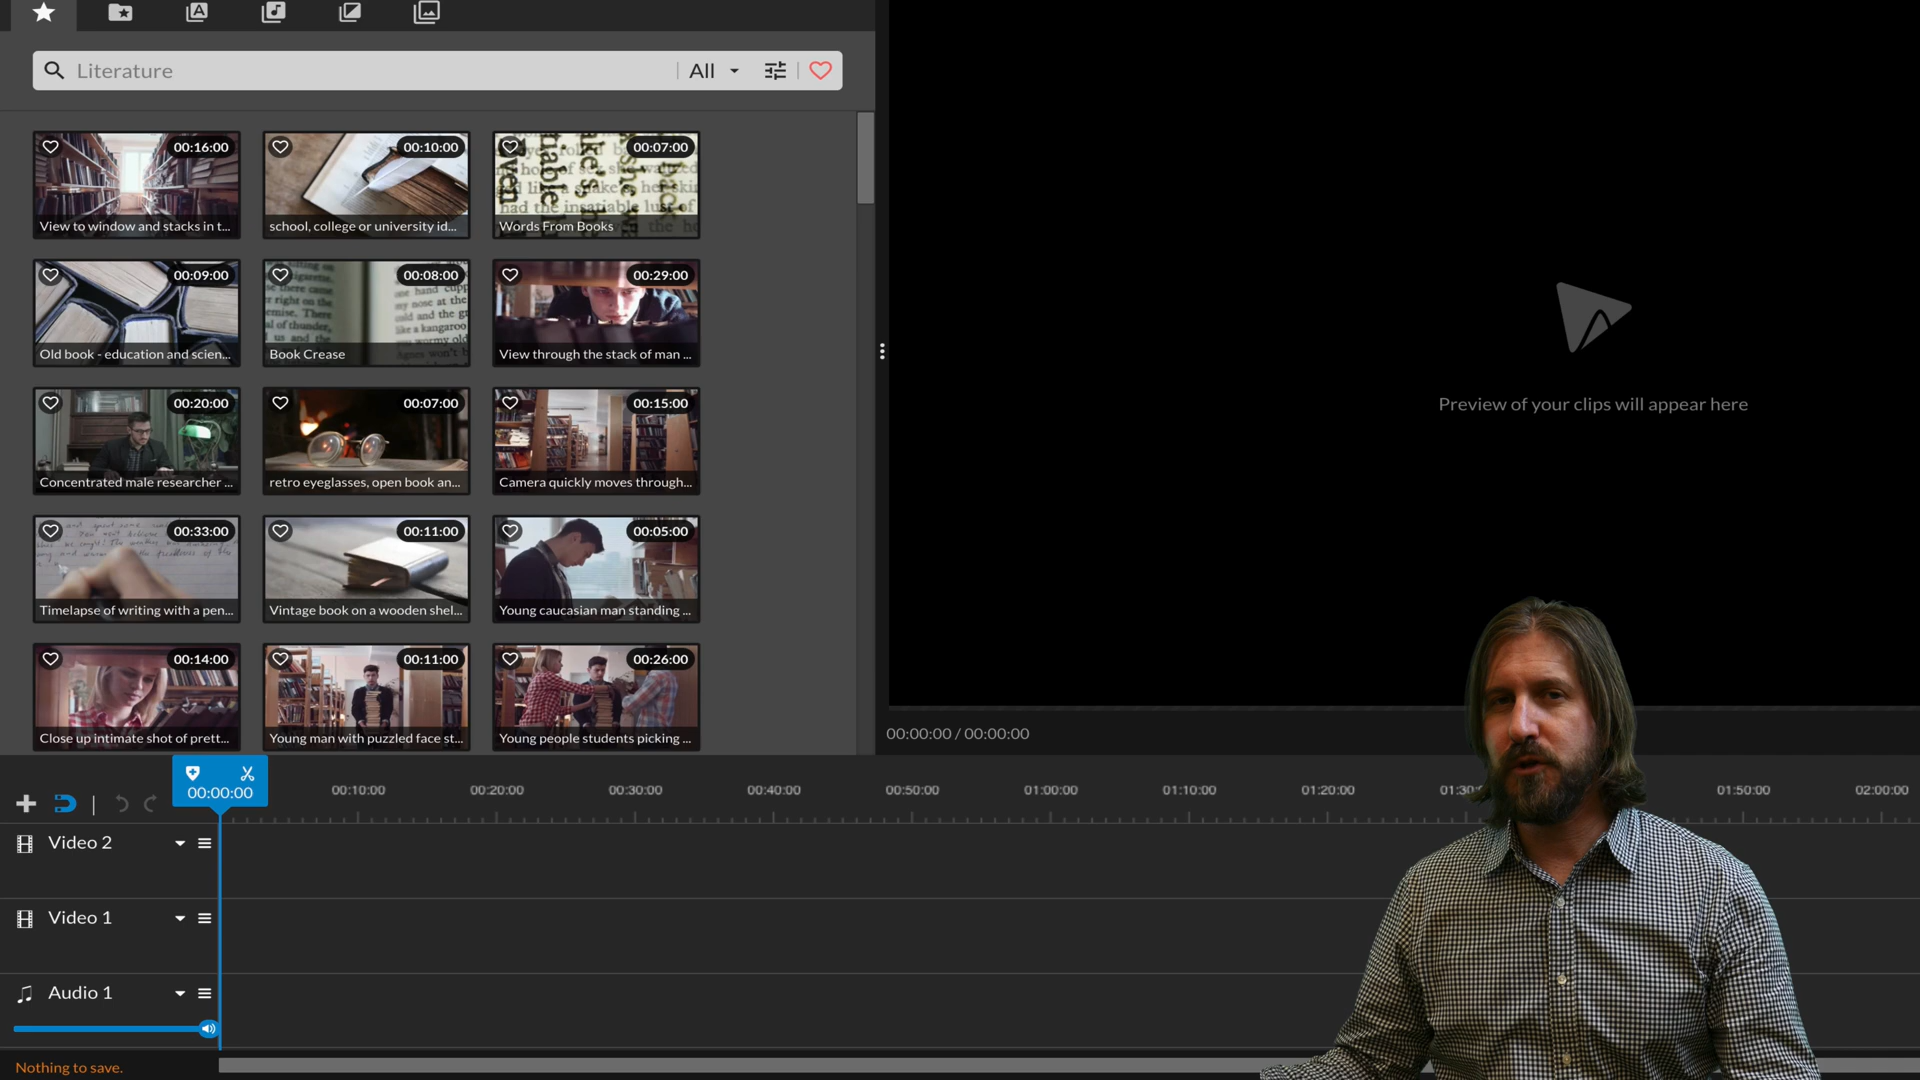 Literature
All
00:16:00
View to window and stacks in t...
00:10:00
school, college or university id...
00:07:00
Words From Books
00:09:00
Old book - education and scien...
00:08:00
Book Crease
00:29:00
View through the stack of man ...
00:20:00
Concentrated male researcher ...
00:07:00
retro eyeglasses, open book an...
00:15:00
Camera quickly moves through...
00:33:00
Timelapse of writing with a pen...
00:11:00
Vintage book on a wooden shel...
00:05:00
Young caucasian man standing ...
00:14:00
Close up intimate shot of prett...
00:11:00
Young man with puzzled face st...
00:26:00
Young people students picking ...
Preview of your clips will appear here
00:00:00 / 00:00:00
00:00:00
00:10:00
00:20:00
00:30:00
00:40:00
00:50:00
01:00:00
01:10:00
01:20:00
01:30
01:50:00
02:00:00
Video 2
Video 1
Audio 1
Nothing to save.